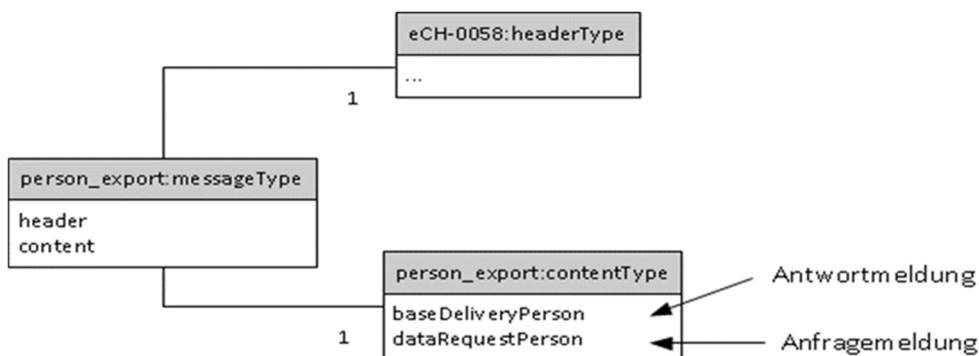 eCH-0058:headerType
...
1
person_export:messageType
header
content
person_export:contentType
baseDeliveryPerson
dataRequestPerson
1
Antwortmeldung
Anfragemeldung